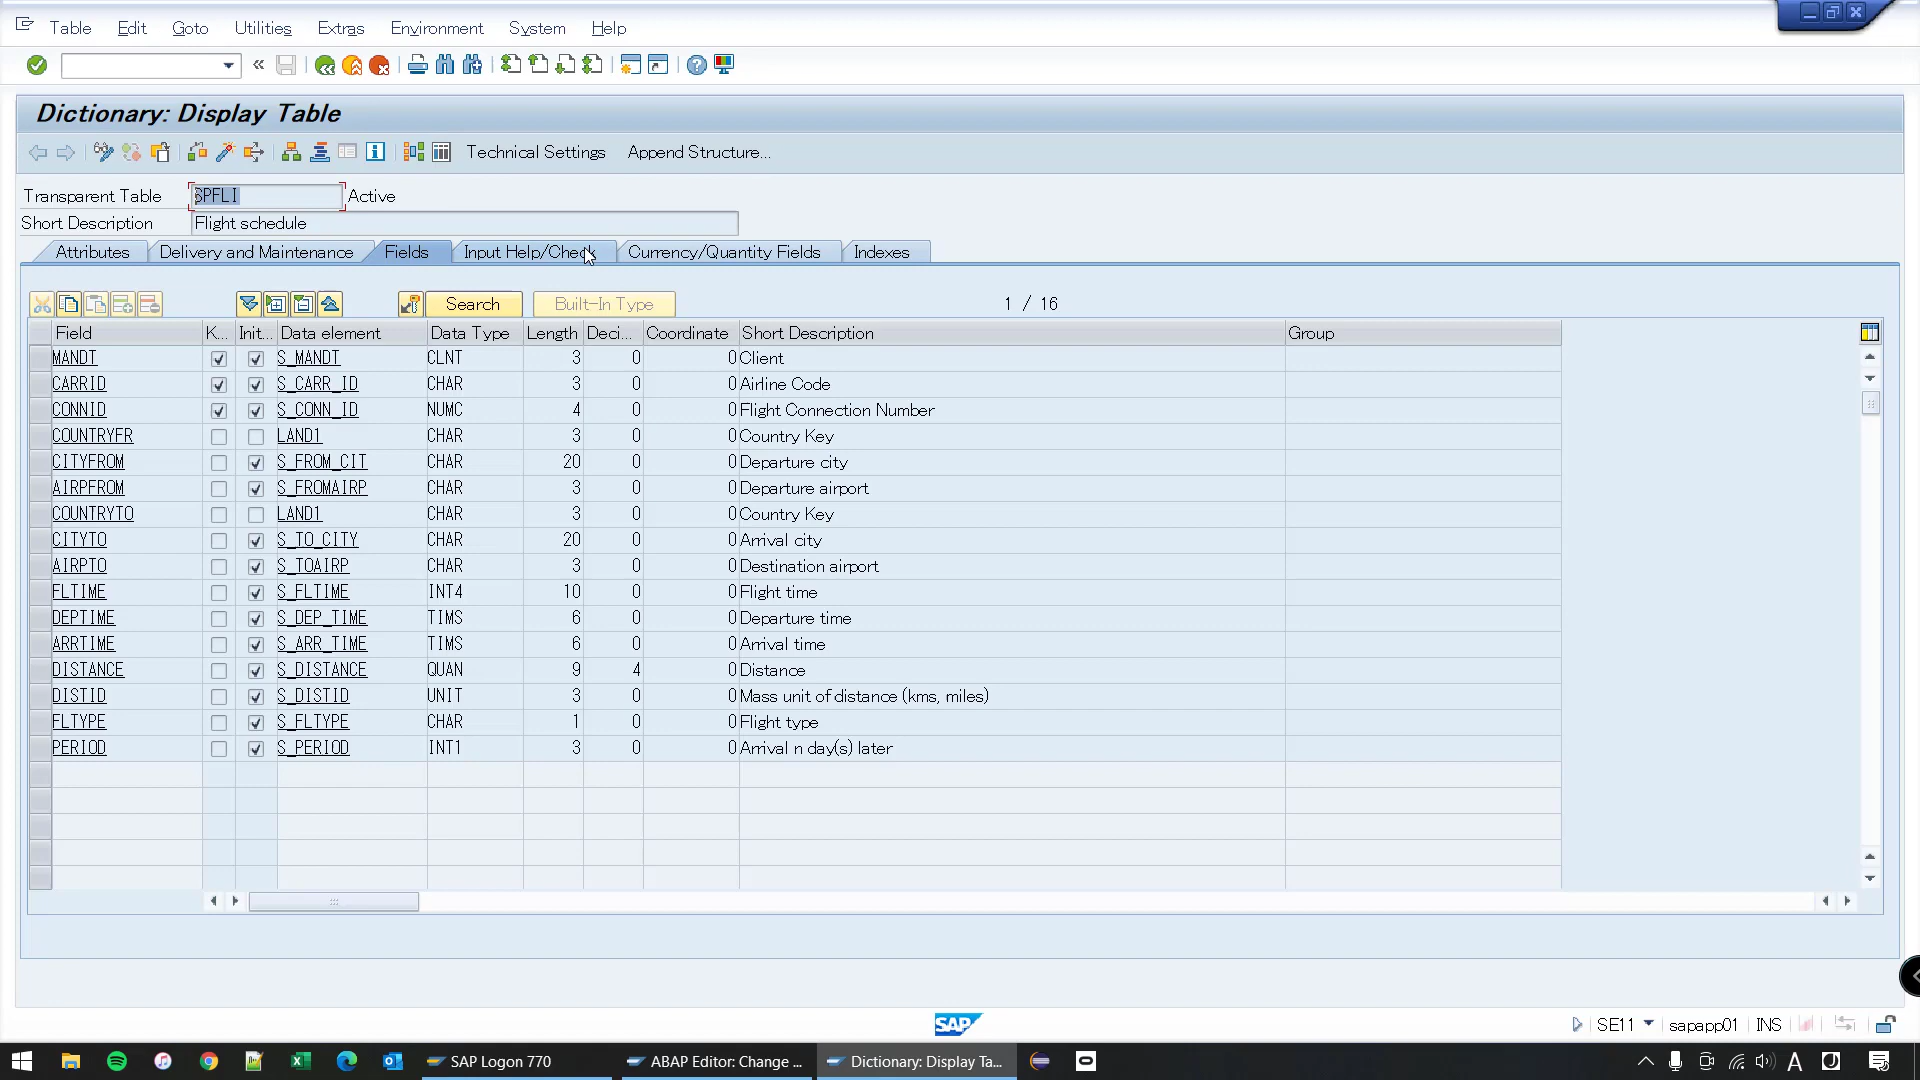 Table Edit Goto Utilities Extras Environment System Help
Dictionary: Display Table
Technical Settings Append Structure...
Transparent Table SPFLI Active
Short Description Flight schedule
Attributes Delivery and Maintenance Fields Input Help/Check Currency/Quantity Fields Indexes
Search Built-In Type 1 / 16
Field K... Init... Data element Data Type Length Deci... Coordinate Short Description Group
MANDT S_MANDT CLNT 3 0 0 Client
CARRID S_CARR_ID CHAR 3 0 0 Airline Code
CONNID S_CONN_ID NUMC 4 0 0 Flight Connection Number
COUNTRYFR LAND1 CHAR 3 0 0 Country Key
CITYFROM S_FROM_CIT CHAR 20 0 0 Departure city
AIRPFROM S_FROMAIRP CHAR 3 0 0 Departure airport
COUNTRYTO LAND1 CHAR 3 0 0 Country Key
CITYTO S_TO_CITY CHAR 20 0 0 Arrival city
AIRPTO S_TOAIRP CHAR 3 0 0 Destination airport
FLTIME S_FLTIME INT4 10 0 0 Flight time
DEPTIME S_DEP_TIME TIMS 6 0 0 Departure time
ARRTIME S_ARR_TIME TIMS 6 0 0 Arrival time
DISTANCE S_DISTANCE QUAN 9 4 0 Distance
DISTID S_DISTID UNIT 3 0 0 Mass unit of distance (kms, miles)
FLTYPE S_FLTYPE CHAR 1 0 0 Flight type
PERIOD S_PERIOD INT1 3 0 0 Arrival n day(s) later
SAP SE11 sapapp01 INS
SAP Logon 770 ABAP Editor: Change ... Dictionary: Display Ta... A